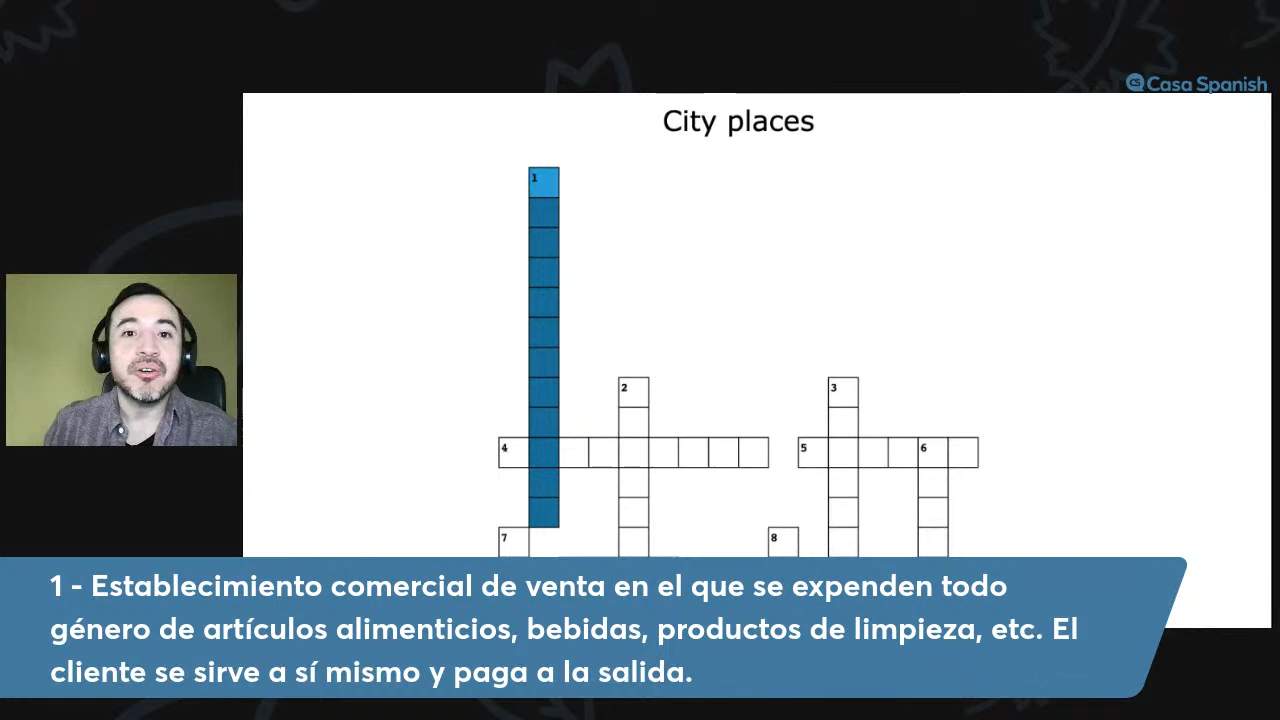 CS Casa Spanish
City places
1
2
3
4
5
6
7
8
1 - Establecimiento comercial de venta en el que se expenden todo
género de artículos alimenticios, bebidas, productos de limpieza, etc. El
cliente se sirve a sí mismo y paga a la salida.